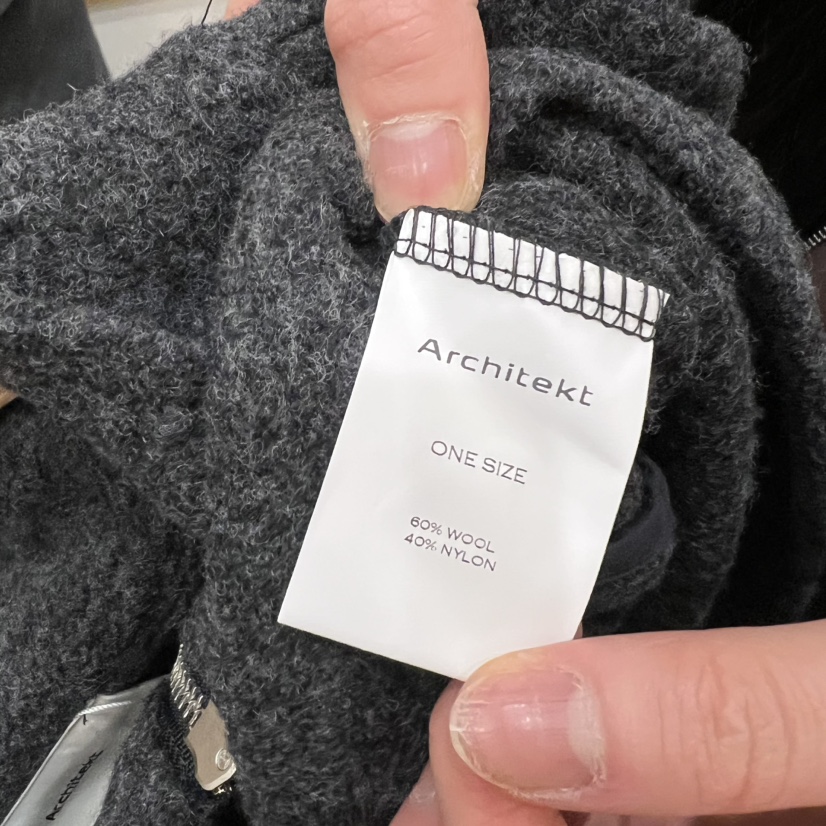 Architekt
ONE SIZE
60% WOOL
40% NYLON
Architekt